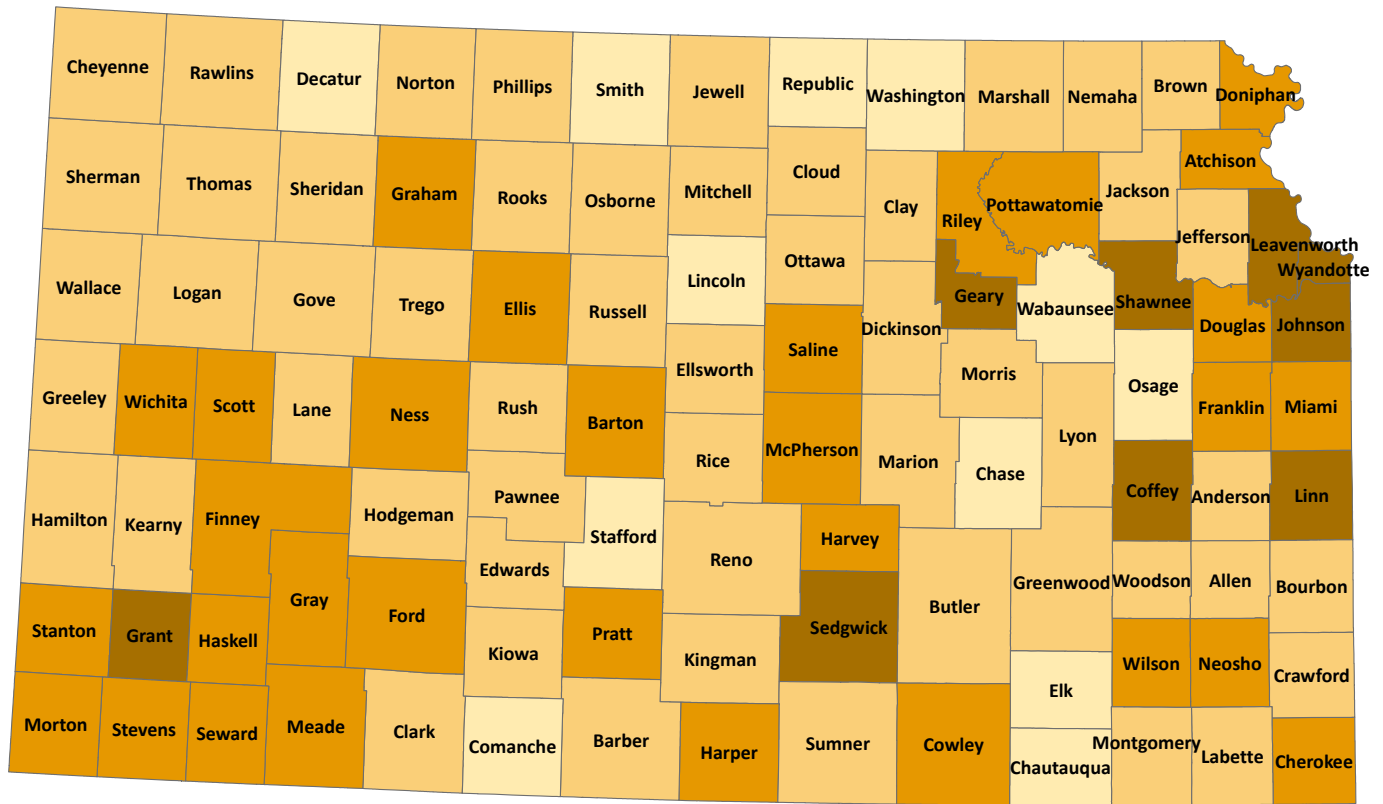 Cheyenne
Rawlins
Decatur
Norton
Phillips
Smith
Jewell
Republic
Washington
Marshall
Nemaha
Brown
Doniphan
Sherman
Thomas
Sheridan
Graham
Rooks
Osborne
Mitchell
Cloud
Clay
Riley
Pottawatomie
Jackson
Atchison
Jefferson
Leavenworth
Wyandotte
Wallace
Logan
Gove
Trego
Ellis
Russell
Lincoln
Ottawa
Saline
Dickinson
Geary
Wabaunsee
Shawnee
Douglas
Johnson
Greeley
Wichita
Scott
Lane
Ness
Rush
Barton
Ellsworth
Rice
McPherson
Marion
Morris
Chase
Lyon
Osage
Franklin
Miami
Hamilton
Kearny
Finney
Hodgeman
Pawnee
Stafford
Edwards
Reno
Harvey
Coffey
Anderson
Linn
Stanton
Grant
Haskell
Gray
Ford
Kiowa
Pratt
Kingman
Sedgwick
Butler
Greenwood
Woodson
Allen
Bourbon
Wilson
Neosho
Crawford
Morton
Stevens
Seward
Meade
Clark
Comanche
Barber
Harper
Sumner
Cowley
Elk
Chautauqua
Montgomery
Labette
Cherokee